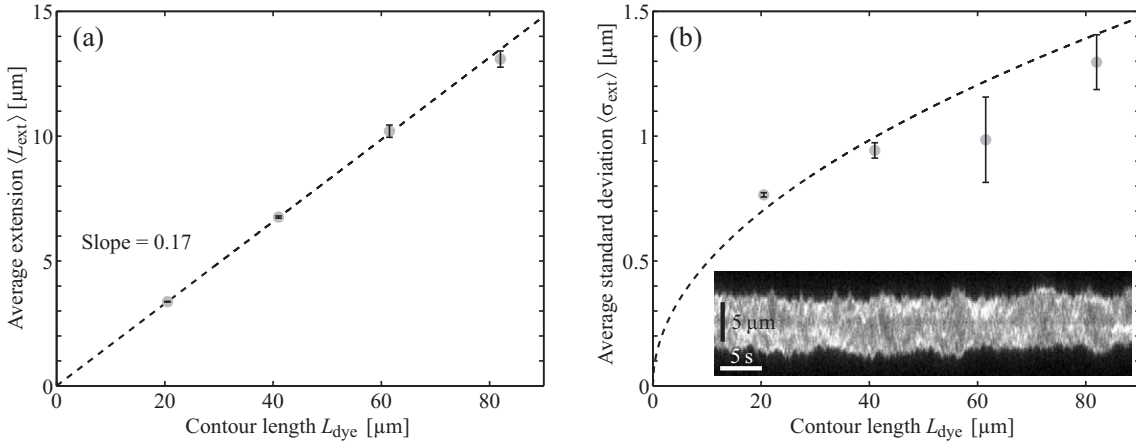 (a)
15
10
5
0
Average extension ⟨L_ext⟩ [µm]
Slope = 0.17
0 20 40 60 80
Contour length L_dye [µm]
(b)
1.5
1
0.5
0
Average standard deviation ⟨σ_ext⟩ [µm]
5 µm
5 s
0 20 40 60 80
Contour length L_dye [µm]